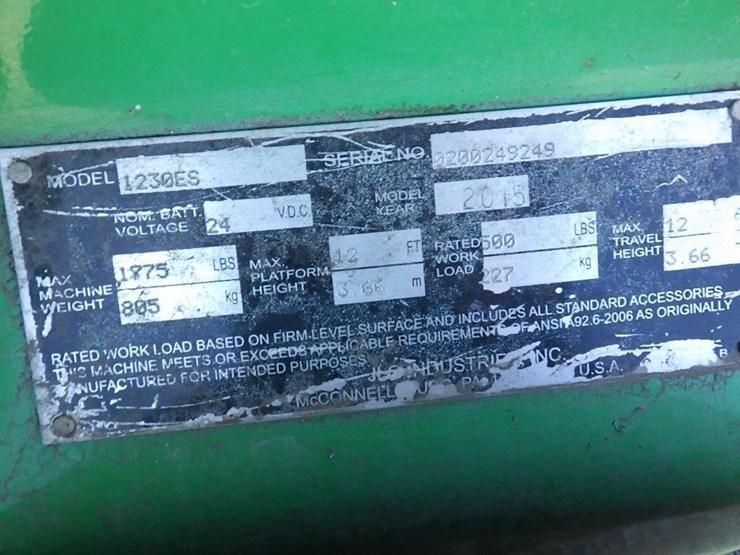 MODEL 1230ES SERIAL NO. 0200249249
NOM. BATT. VOLTAGE 24 V.D.C. MODEL YEAR 2015
MAX. MACHINE WEIGHT 1775 LBS 805 kg
MAX. PLATFORM HEIGHT 12 FT 3.66 m
RATED WORK LOAD 500 LBS 227 kg
MAX. TRAVEL HEIGHT 12 3.66
RATED WORK LOAD BASED ON FIRM-LEVEL SURFACE AND INCLUDES ALL STANDARD ACCESSORIES
THIS MACHINE MEETS OR EXCEEDS APPLICABLE REQUIREMENTS OF ANSI A92.6-2006 AS ORIGINALLY
MANUFACTURED FOR INTENDED PURPOSES
INDUSTRIES, INC.
McCONNELL PA U.S.A. B